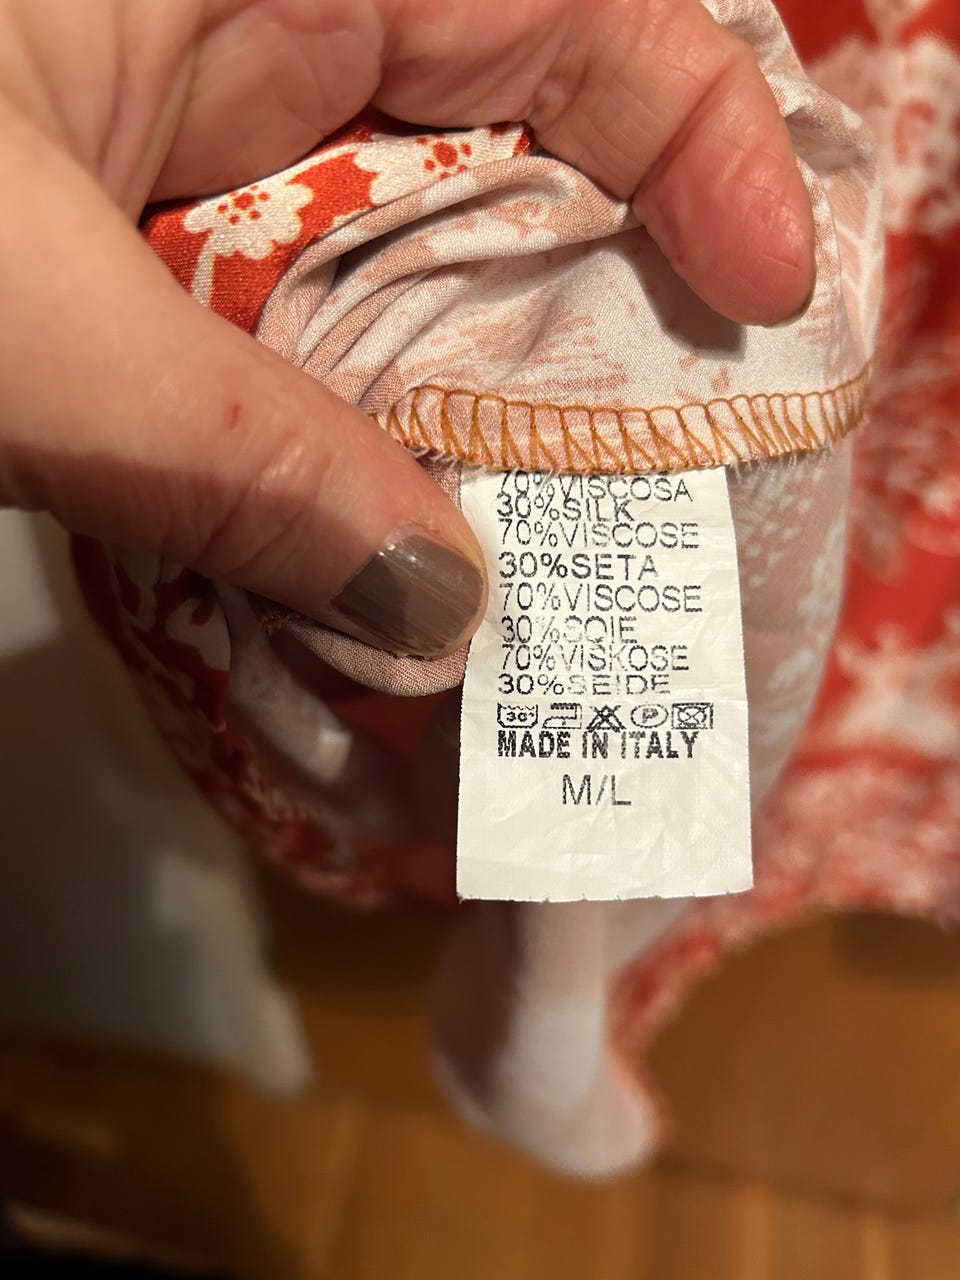 70%VISCOSA
30%SILK
70%VISCOSE
30%SETA
70%VISCOSE
30%SOIE
70%VISKOSE
30%SEIDE
30° P
MADE IN ITALY
M/L